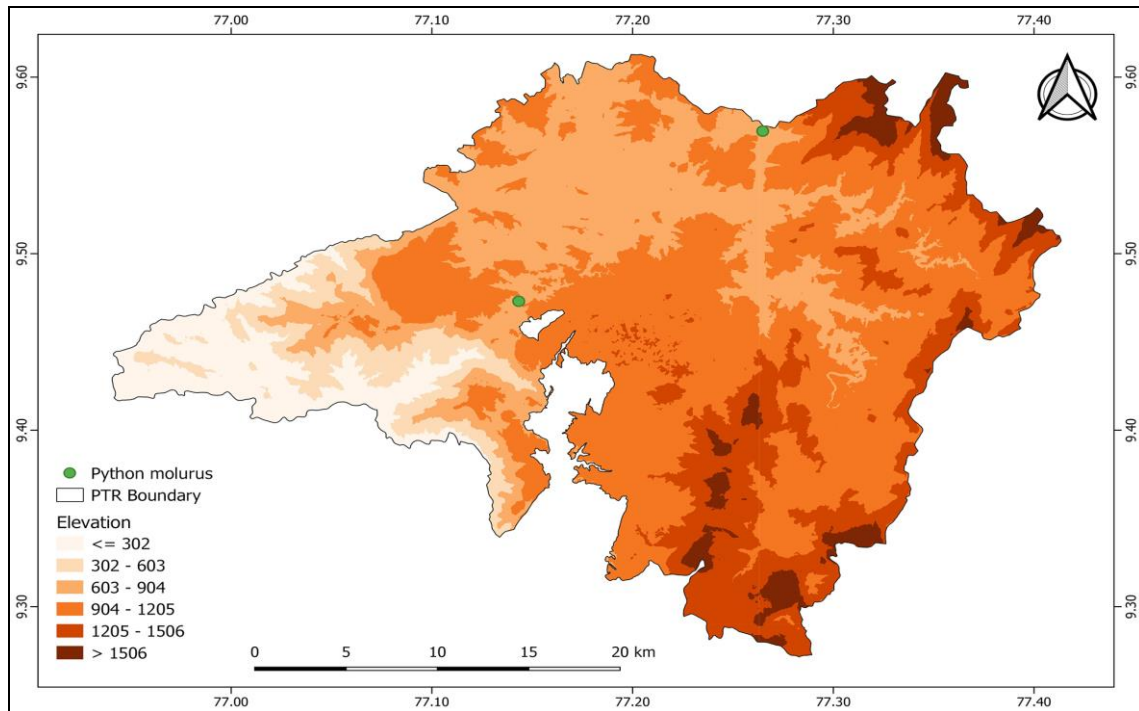 77.00 77.10 77.20 77.30 77.40
9.60 9.60
9.50 9.50
9.40 9.40
9.30 9.30
Python molurus
PTR Boundary
Elevation
<= 302
302 - 603
603 - 904
904 - 1205
1205 - 1506
> 1506
0 5 10 15 20 km
77.00 77.10 77.20 77.30 77.40